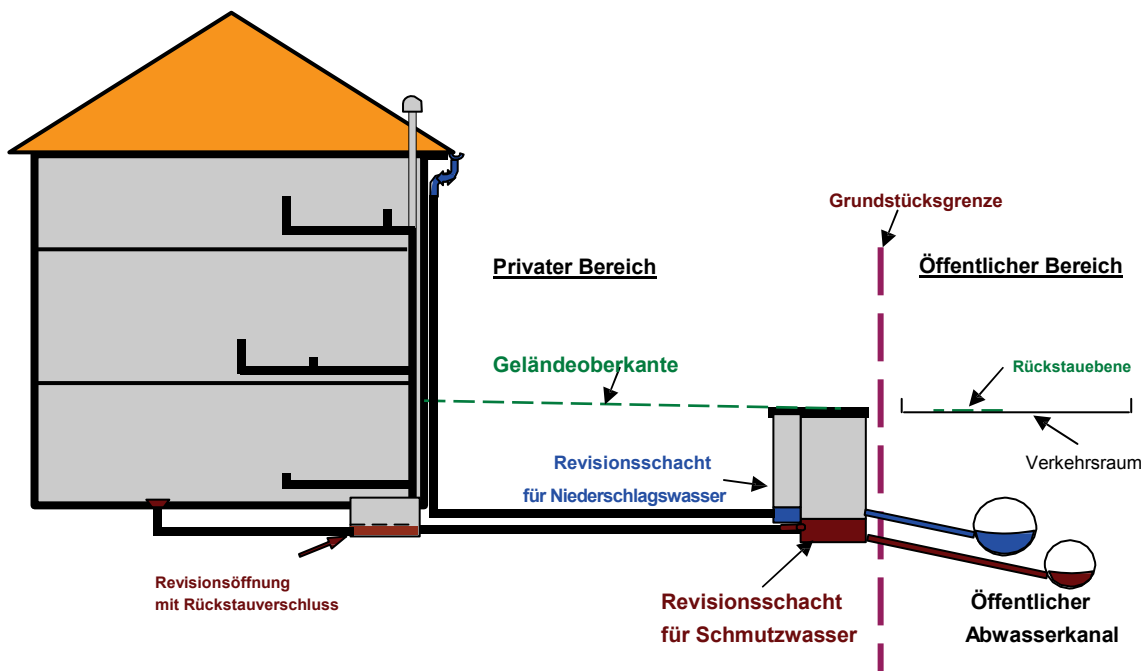 Grundstücksgrenze
Privater Bereich
Öffentlicher Bereich
Geländeoberkante
Rückstauebene
Verkehrsraum
Revisionsschacht
für Niederschlagswasser
Revisionsöffnung
mit Rückstauverschluss
Revisionsschacht
für Schmutzwasser
Öffentlicher
Abwasserkanal